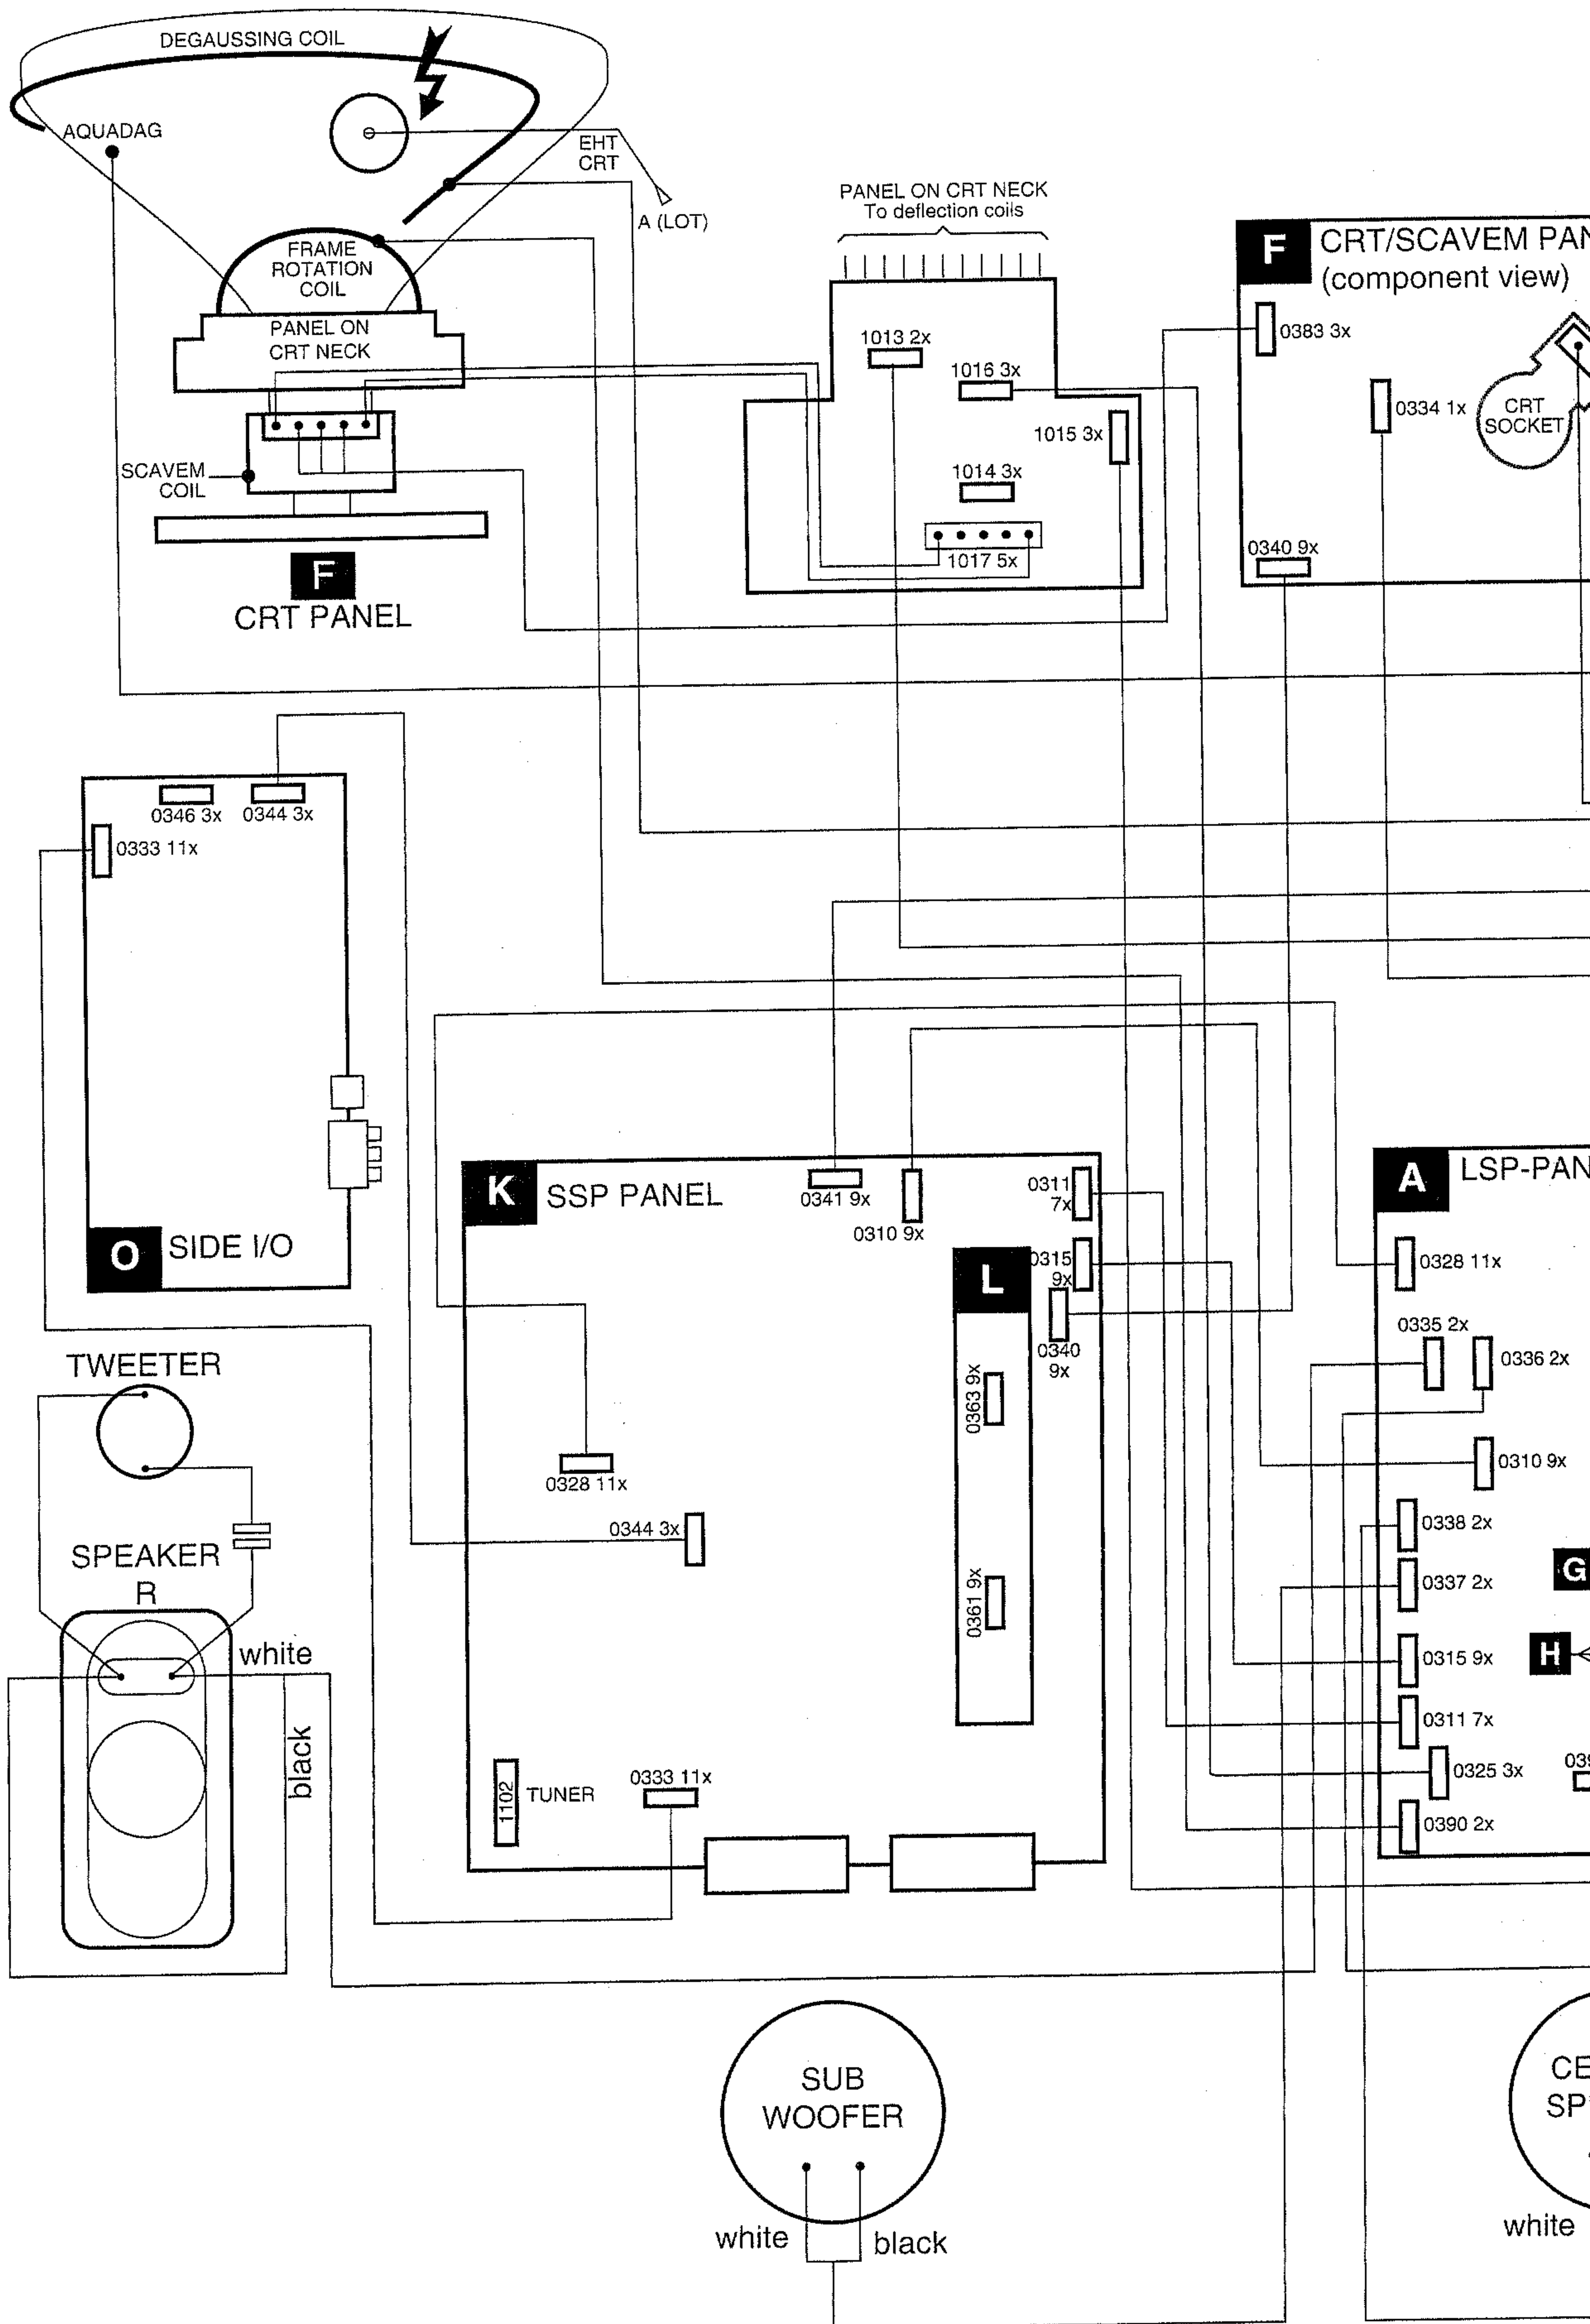 DEGAUSSING COIL
AQUADAG
EHT
CRT
A (LOT)
FRAME
ROTATION
COIL
PANEL ON
CRT NECK
SCAVEM
COIL
F
CRT PANEL
PANEL ON CRT NECK
To deflection coils
1013 2x
1016 3x
1015 3x
1014 3x
1017 5x
F
CRT/SCAVEM PAN
(component view)
0383 3x
0334 1x
CRT
SOCKET
0340 9x
0346 3x
0344 3x
0333 11x
O
SIDE I/O
K
SSP PANEL
0341 9x
0310 9x
0311
7x
0315
9x
L
0340
9x
0363 9x
0328 11x
0344 3x
0361 9x
1102
TUNER
0333 11x
A
LSP-PAN
0328 11x
0335 2x
0336 2x
0310 9x
0338 2x
0337 2x
G
0315 9x
H
0311 7x
0325 3x
039
0390 2x
TWEETER
SPEAKER
R
white
black
SUB
WOOFER
white
black
CE
SP
white